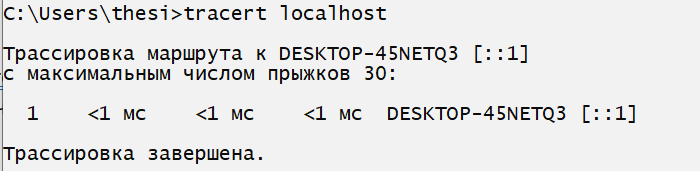 C:\Users\thesi>tracert localhost
Трассировка маршрута к DESKTOP-45NETQ3 [::1]
с максимальным числом прыжков 30:
1 <1 мс <1 мс <1 мс DESKTOP-45NETQ3 [::1]
Трассировка завершена.